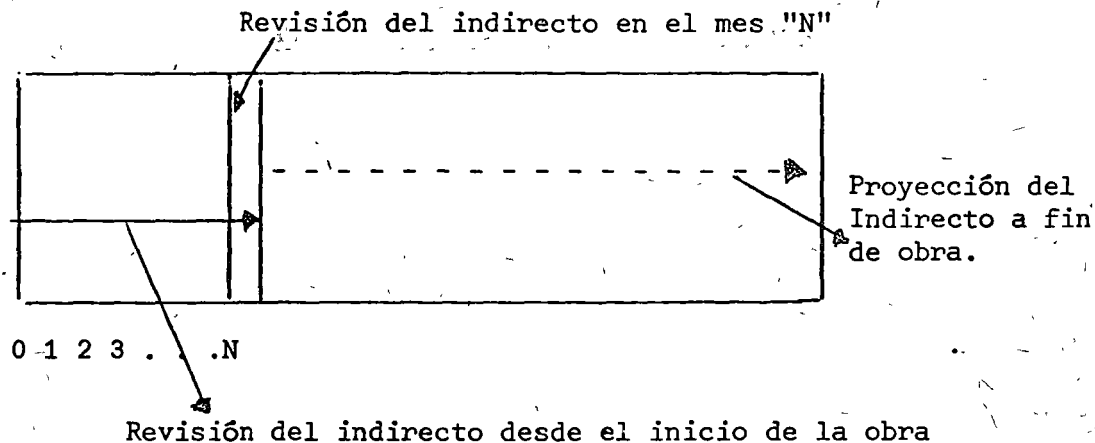 Revisión del indirecto en el mes "N"
Proyección del
Indirecto a fin
de obra.
0 1 2 3 . . .N
Revisión del indirecto desde el inicio de la obra